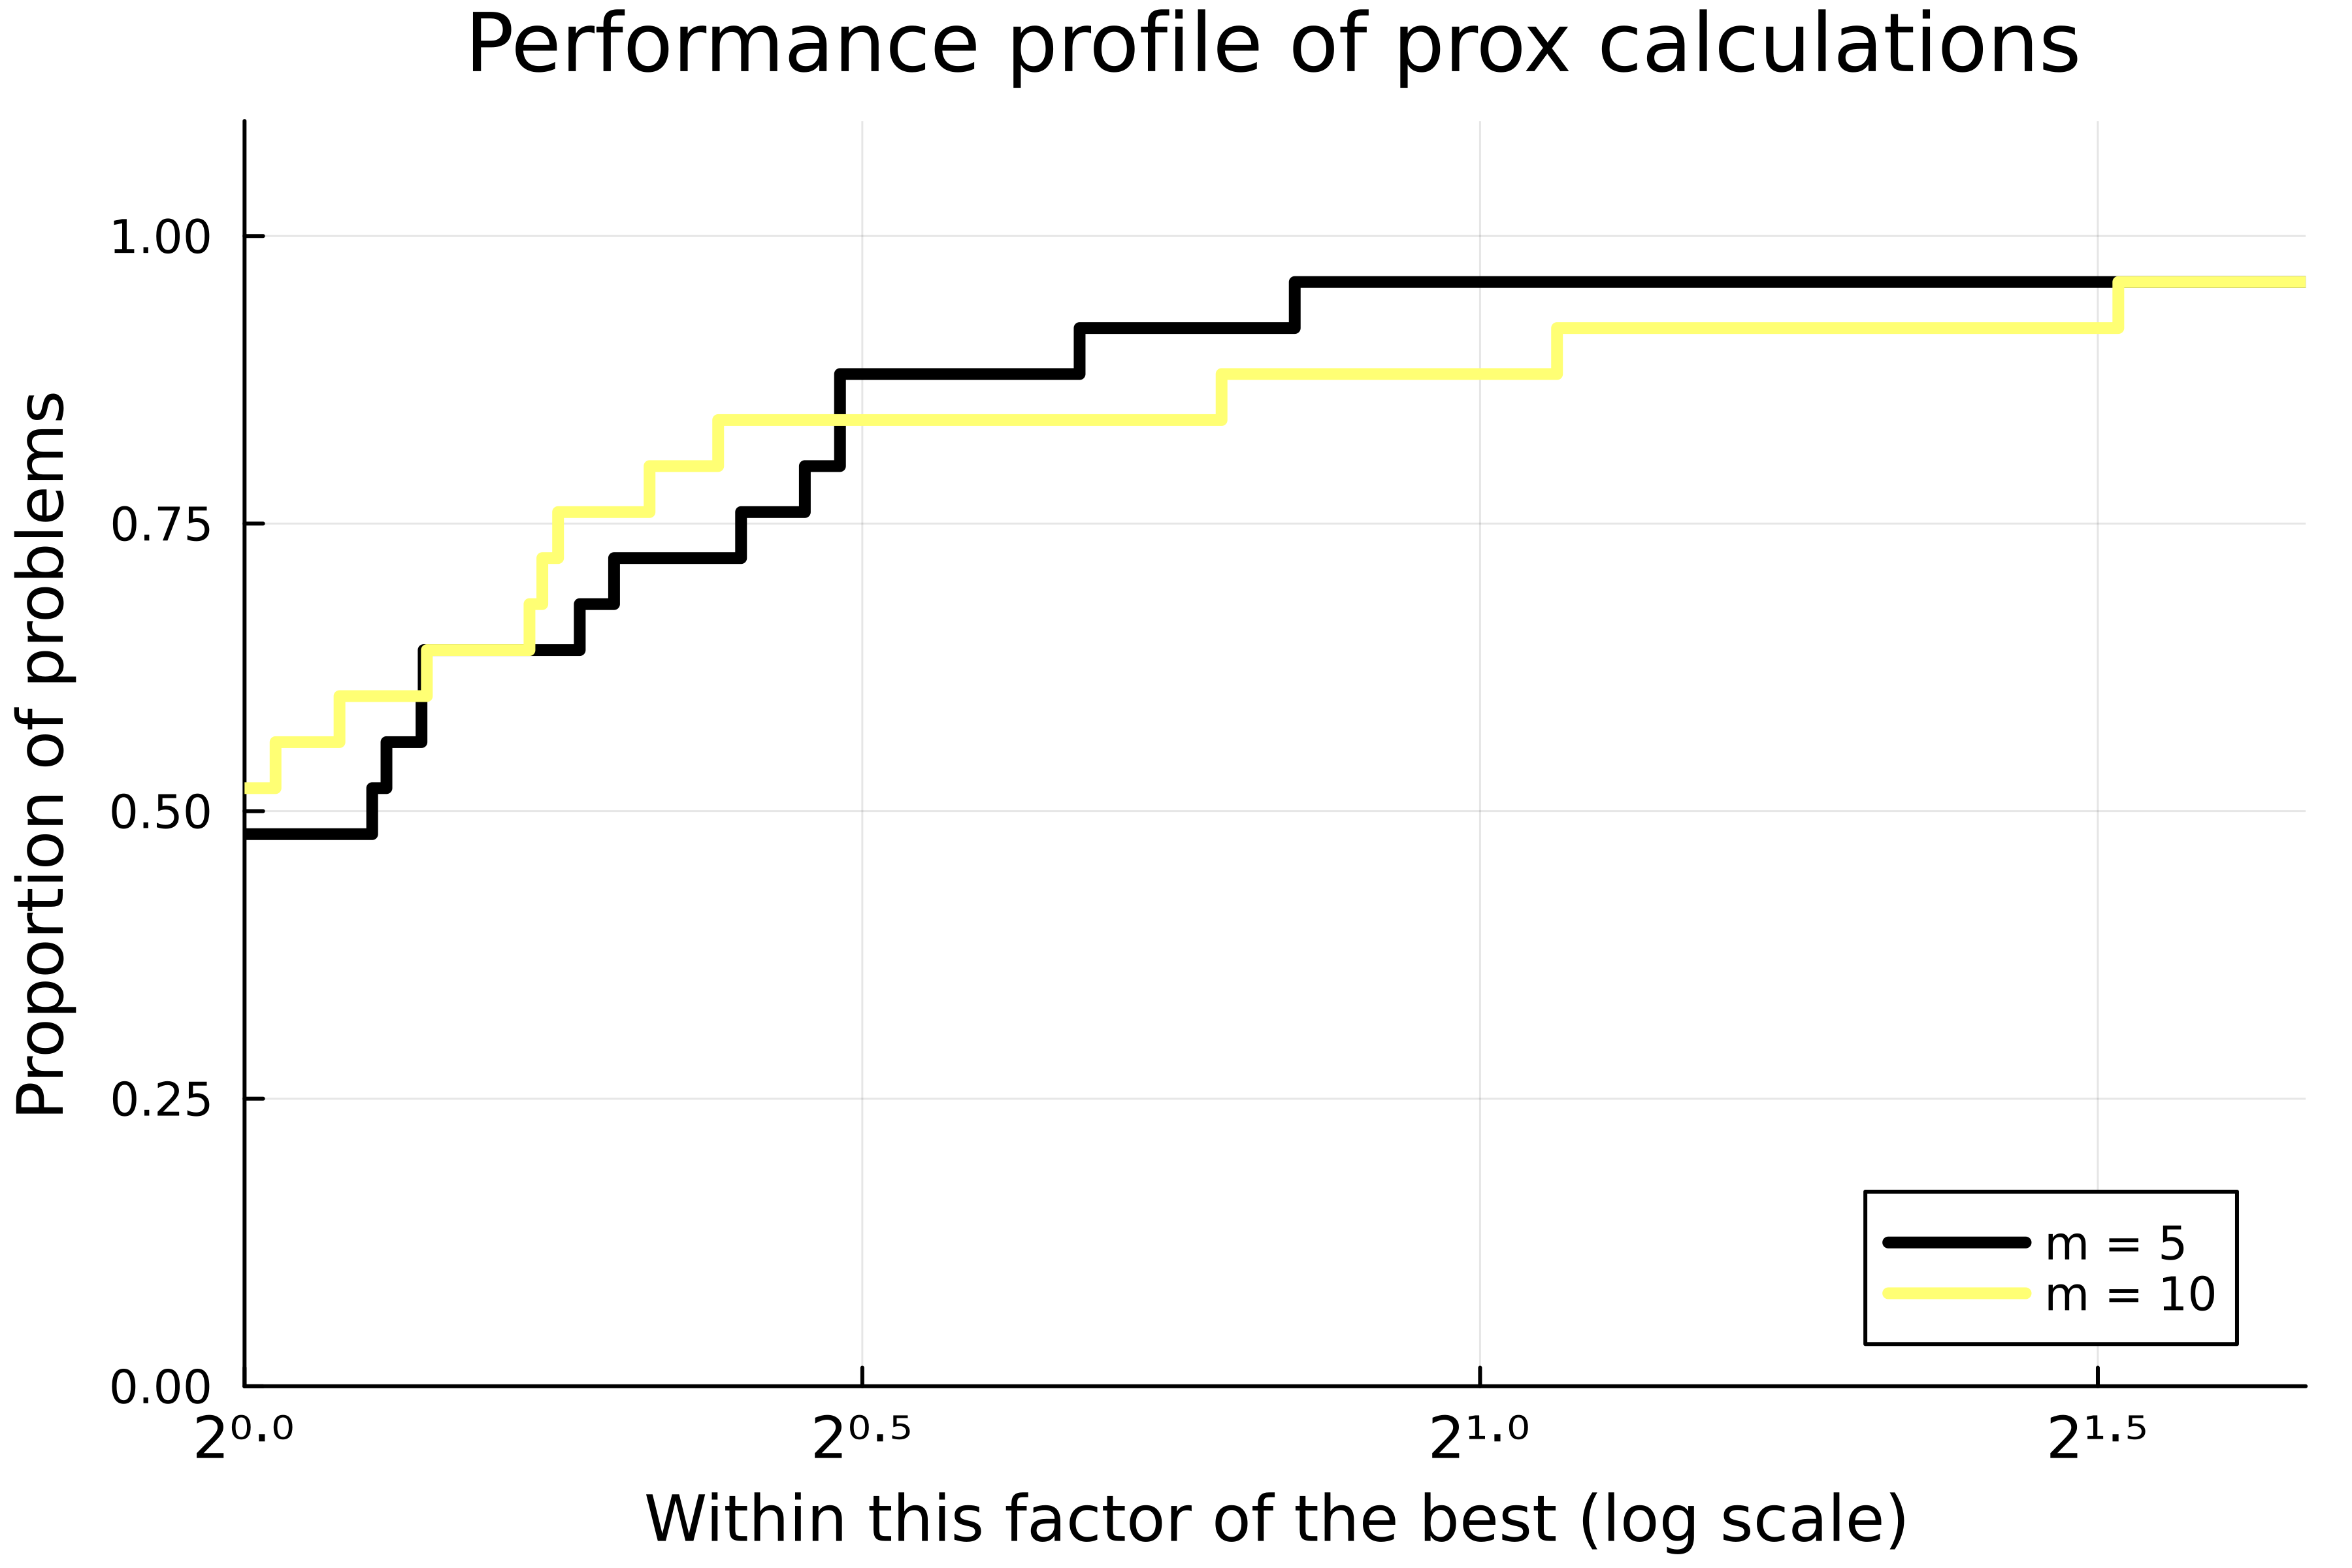 Performance profile of prox calculations
Proportion of problems
1.00
0.75
0.50
0.25
0.00
2⁰·⁰
2⁰·⁵
2¹·⁰
2¹·⁵
Within this factor of the best (log scale)
m = 5
m = 10